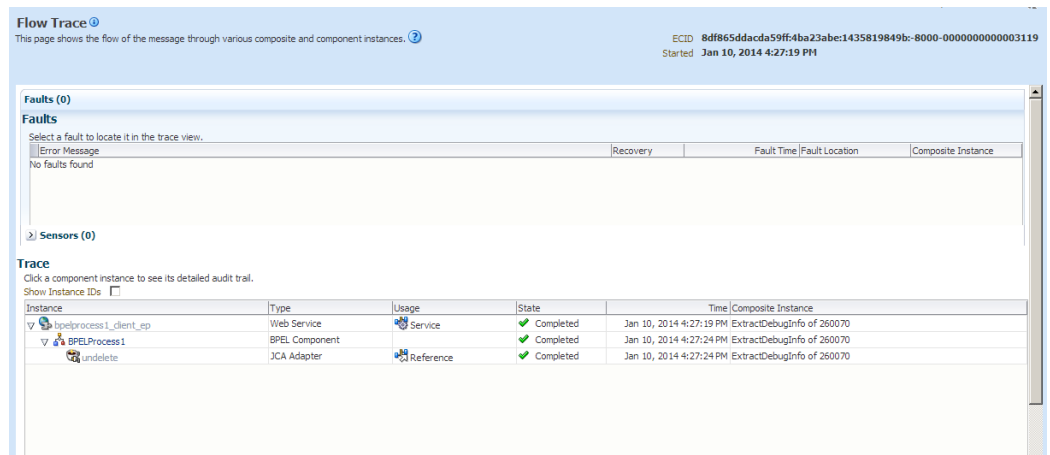 Flow Trace
This page shows the flow of the message through various composite and component instances.
ECID 8df865ddacda59ff:4ba23abe:1435819849b:-8000-0000000000003119
Started Jan 10, 2014 4:27:19 PM
Faults (0)
Faults
Select a fault to locate it in the trace view.
Error Message Recovery Fault Time Fault Location Composite Instance
No faults found
Sensors (0)
Trace
Click a component instance to see its detailed audit trail.
Show Instance IDs
Instance Type Usage State Time Composite Instance
bpelprocess1_client_ep Web Service Service Completed Jan 10, 2014 4:27:19 PM ExtractDebugInfo of 260070
BPELProcess1 BPEL Component Completed Jan 10, 2014 4:27:24 PM ExtractDebugInfo of 260070
undelete JCA Adapter Reference Completed Jan 10, 2014 4:27:24 PM ExtractDebugInfo of 260070